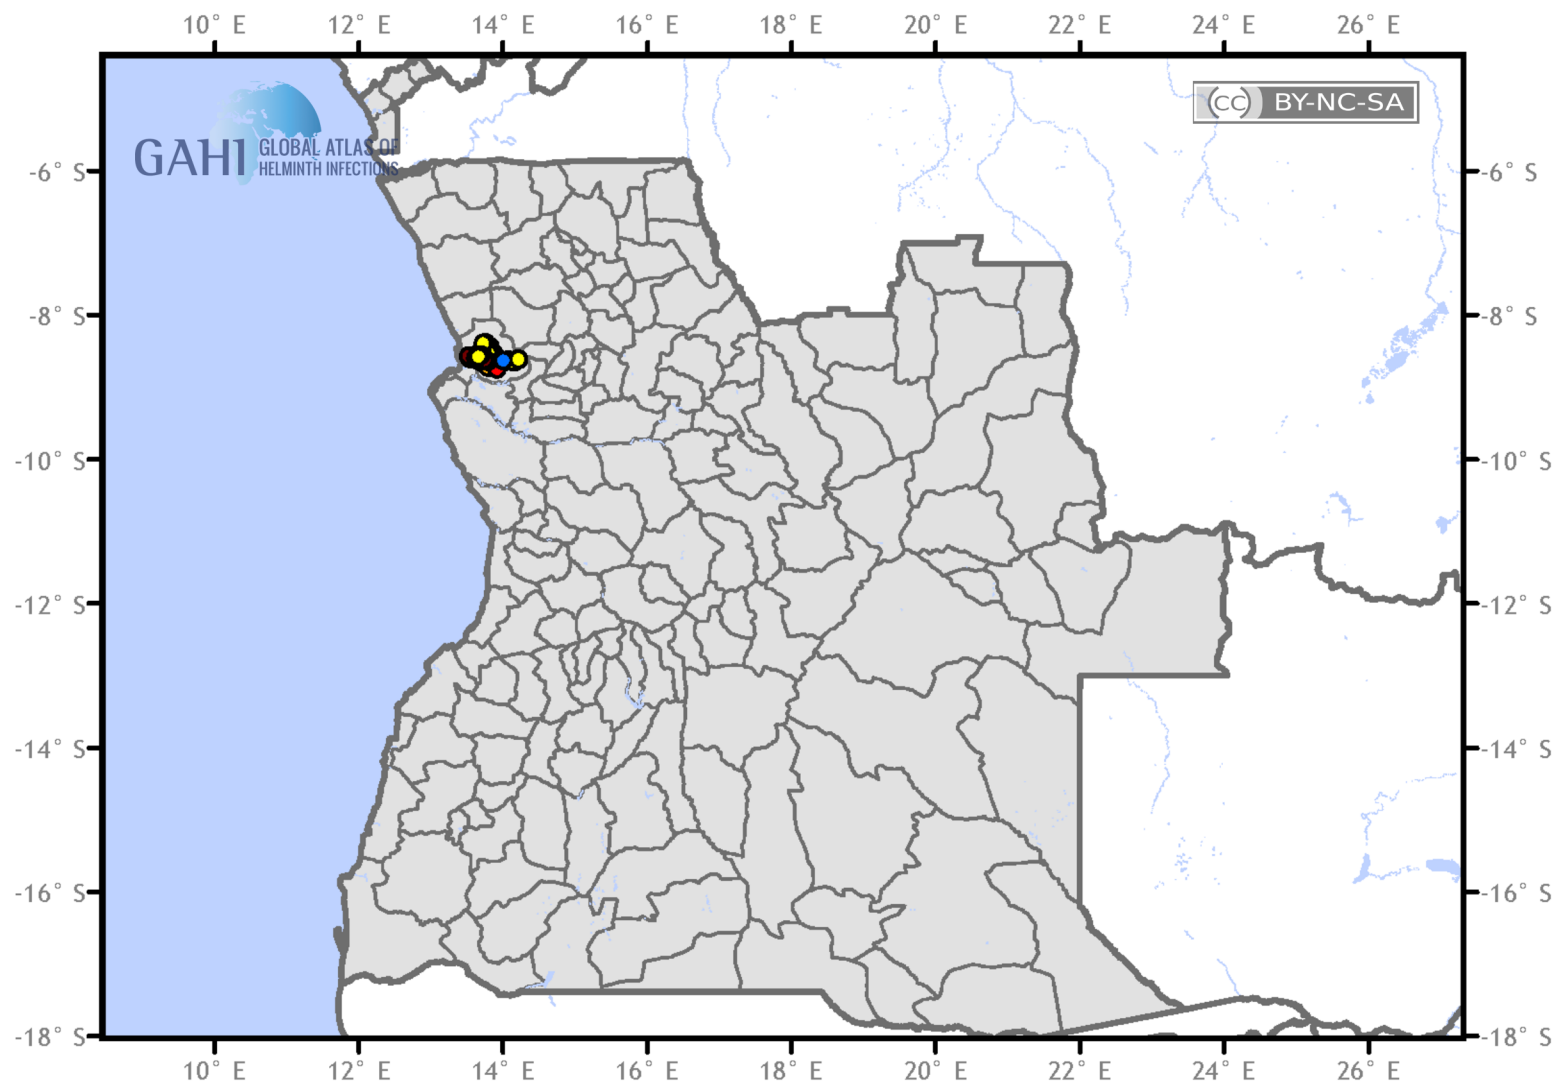 10° E 12° E 14° E 16° E 18° E 20° E 22° E 24° E 26° E
GAHI GLOBAL ATLAS OF
HELMINTH INFECTIONS
cc BY-NC-SA
-6° S -6° S
-8° S -8° S
-10° S -10° S
-12° S -12° S
-14° S -14° S
-16° S -16° S
-18° S -18° S
10° E 12° E 14° E 16° E 18° E 20° E 22° E 24° E 26° E